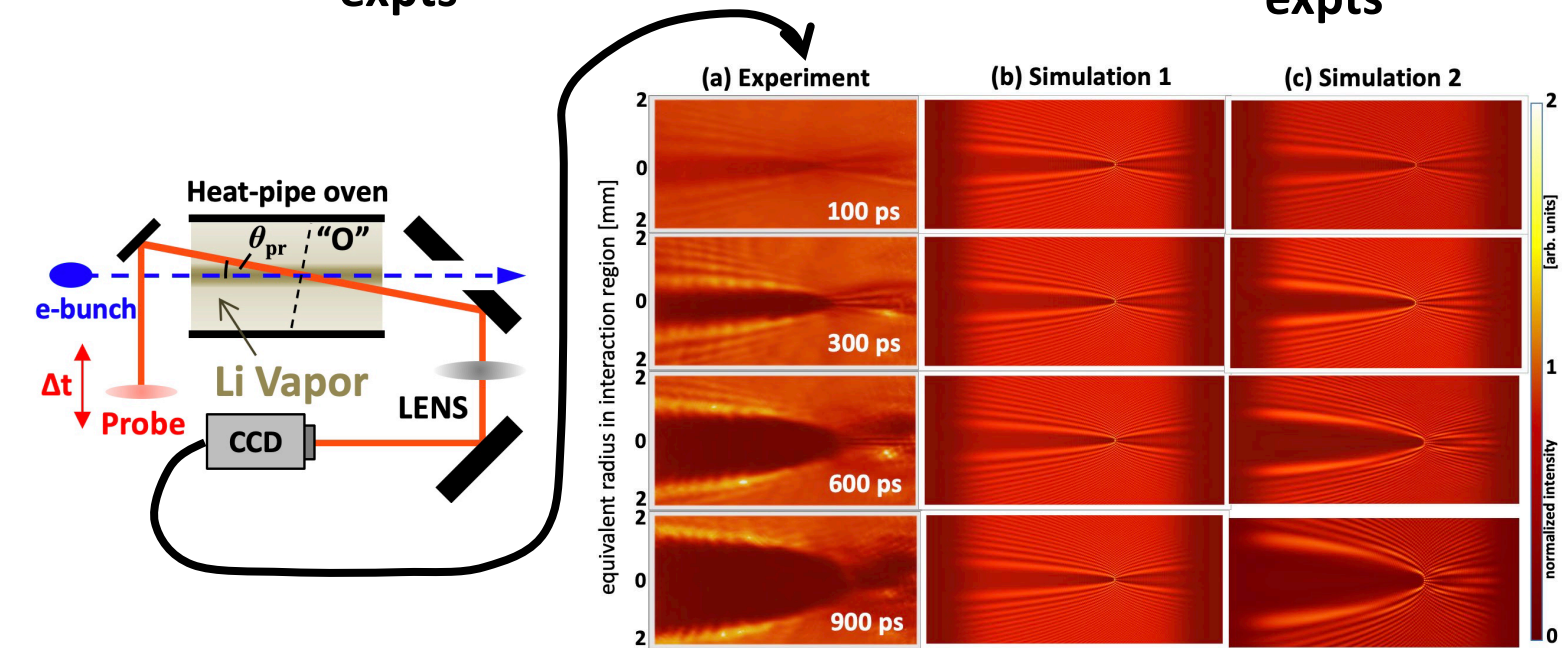 expts
expts
(a) Experiment
(b) Simulation 1
(c) Simulation 2
Heat-pipe oven
θpr
“O”
e-bunch
Li Vapor
Δt
Probe
LENS
CCD
equivalent radius in interaction region [mm]
2
0
2
2
0
2
2
0
2
2
0
2
100 ps
300 ps
600 ps
900 ps
2
1
0
normalized intensity
[arb. units]